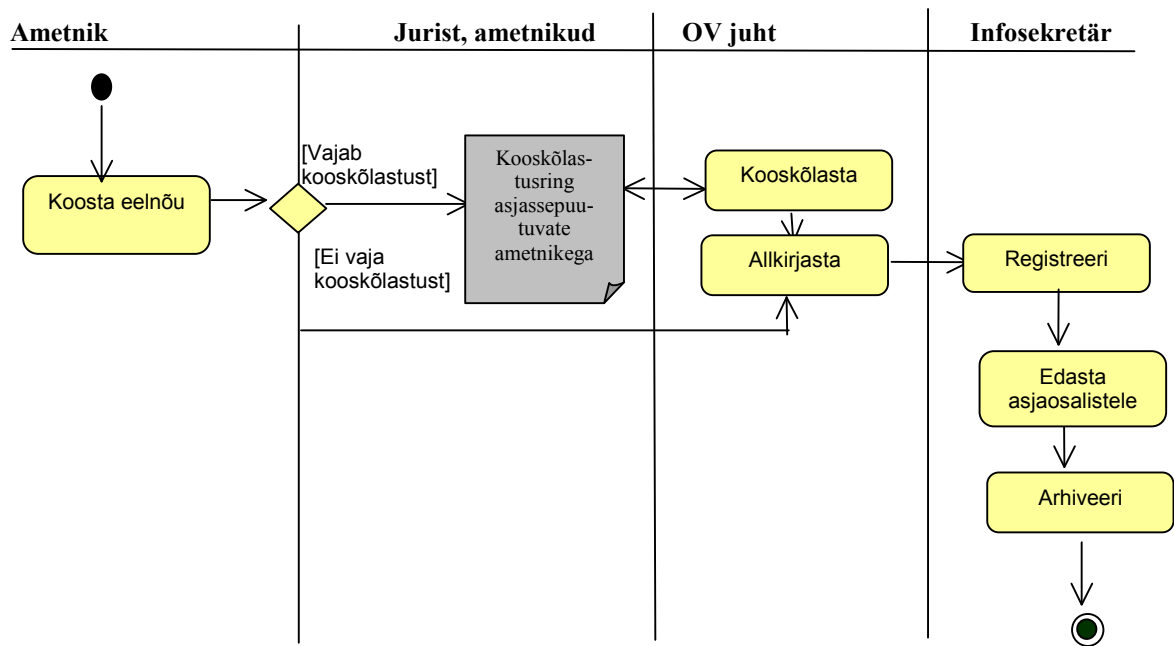 Ametnik
Jurist, ametnikud
OV juht
Infosekretär
Koosta eelnõu
[Vajab
kooskõlastust]
[Ei vaja
kooskõlastust]
Kooskõlas-
tusring
asjassepuu-
tuvate
ametnikega
Kooskõlasta
Allkirjasta
Registreeri
Edasta
asjaosalistele
Arhiveeri